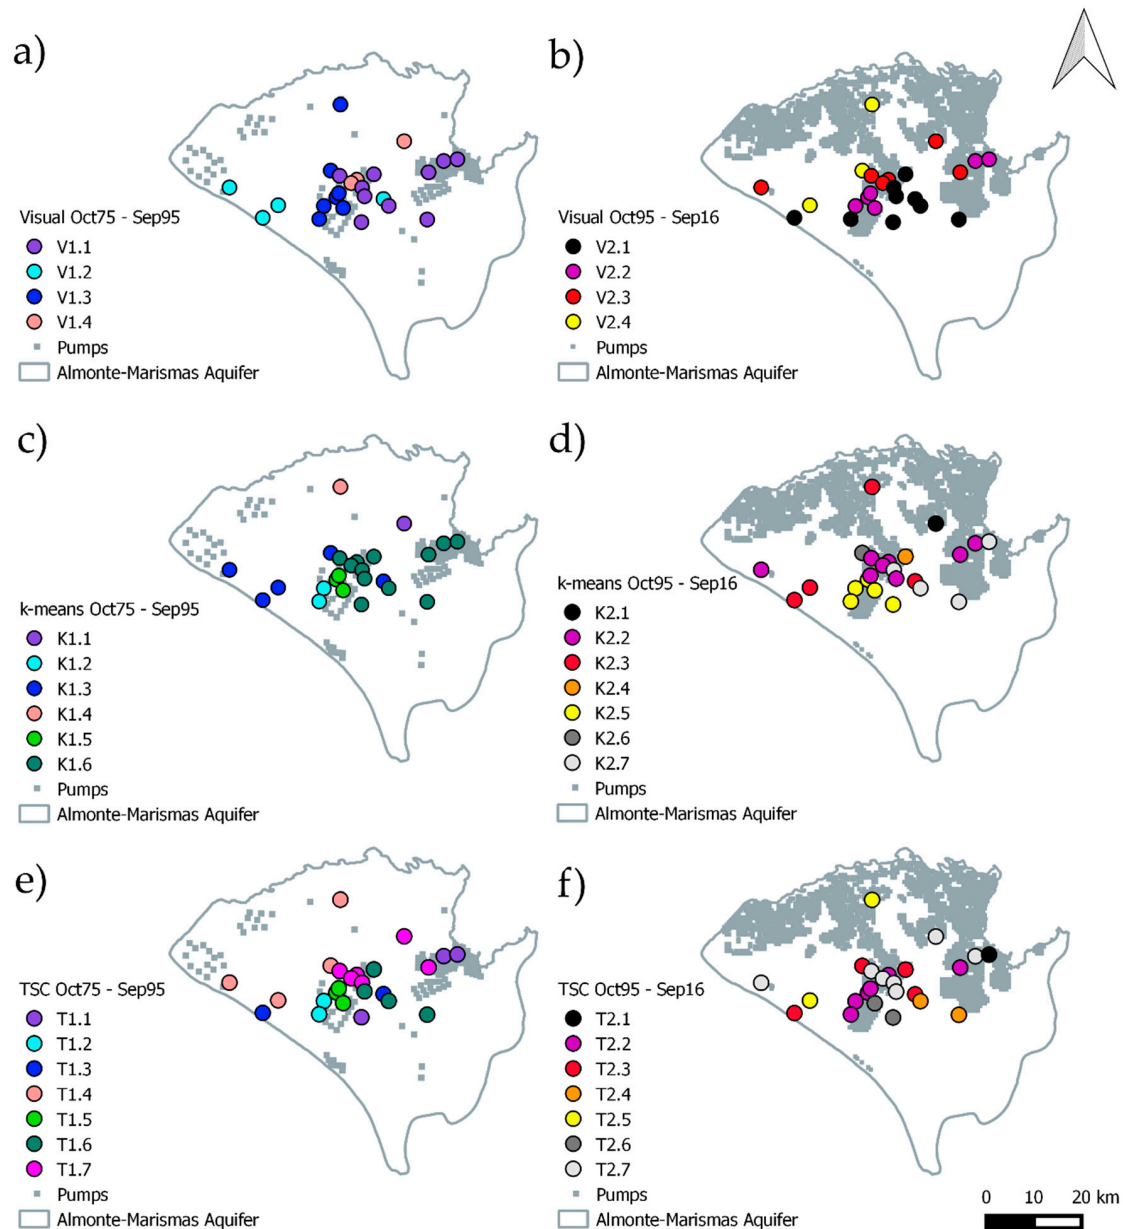 a)
Visual Oct75 - Sep95
V1.1
V1.2
V1.3
V1.4
Pumps
Almonte-Marismas Aquifer
b)
Visual Oct95 - Sep16
V2.1
V2.2
V2.3
V2.4
Pumps
Almonte-Marismas Aquifer
c)
k-means Oct75 - Sep95
K1.1
K1.2
K1.3
K1.4
K1.5
K1.6
Pumps
Almonte-Marismas Aquifer
d)
k-means Oct95 - Sep16
K2.1
K2.2
K2.3
K2.4
K2.5
K2.6
K2.7
Pumps
Almonte-Marismas Aquifer
e)
TSC Oct75 - Sep95
T1.1
T1.2
T1.3
T1.4
T1.5
T1.6
T1.7
Pumps
Almonte-Marismas Aquifer
f)
TSC Oct95 - Sep16
T2.1
T2.2
T2.3
T2.4
T2.5
T2.6
T2.7
Pumps
Almonte-Marismas Aquifer
0 10 20 km